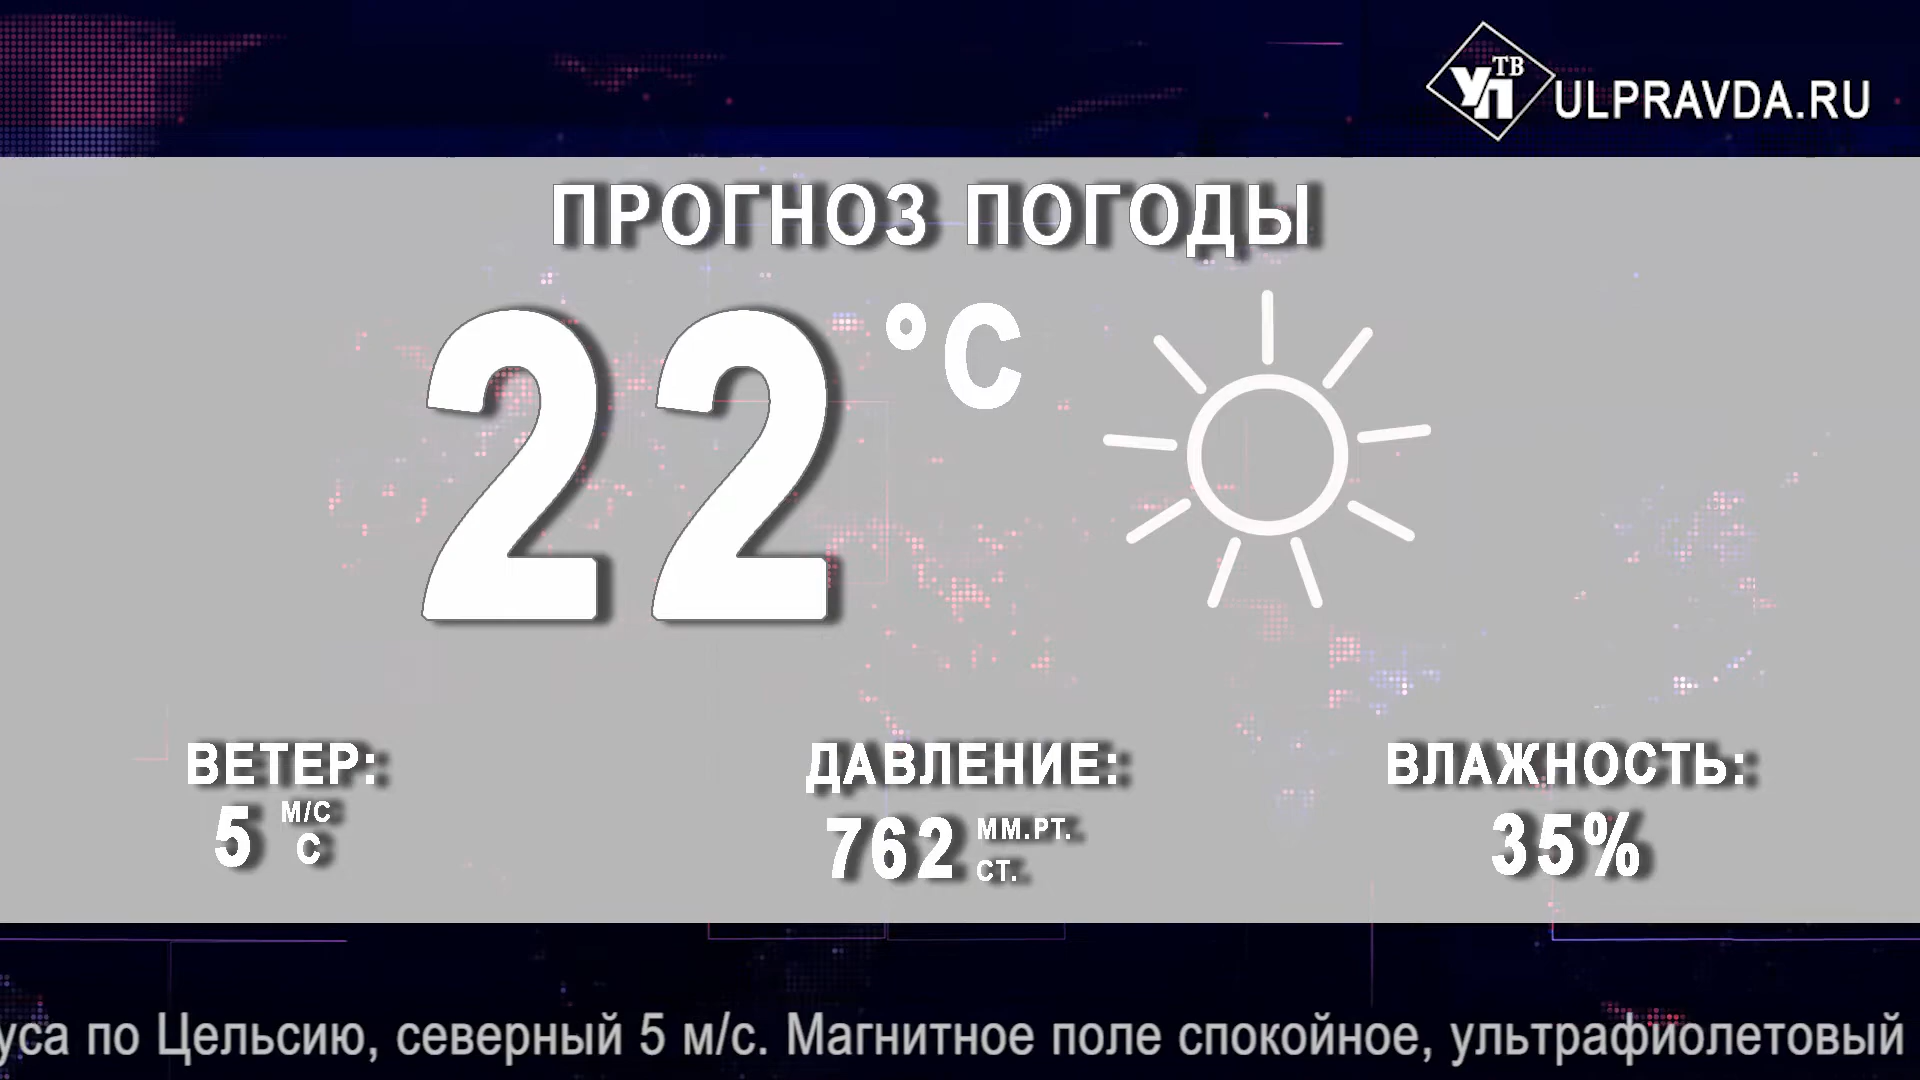 УП ТВ
ULPRAVDA.RU
ПРОГНОЗ ПОГОДЫ
22 °C
ВЕТЕР:
5 М/С
С
ДАВЛЕНИЕ:
762 ММ.РТ.
СТ.
ВЛАЖНОСТЬ:
35%
уса по Цельсию, северный 5 м/с. Магнитное поле спокойное, ультрафиолетовый